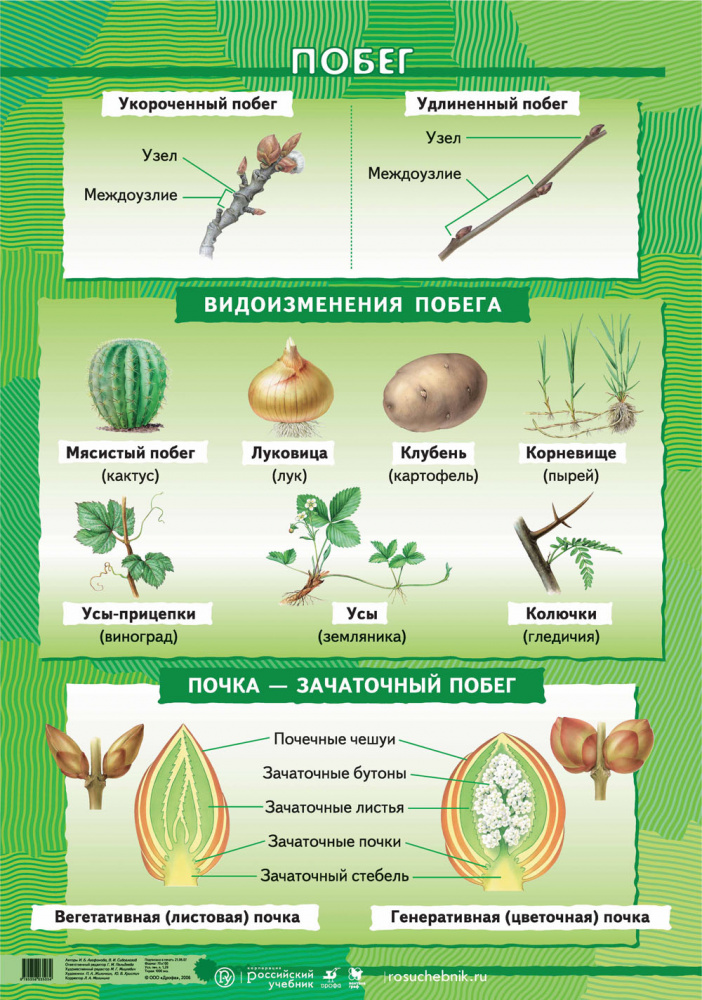 ПОБЕГ
Укороченный побег
Узел
Междоузлие
Удлиненный побег
Узел
Междоузлие
ВИДОИЗМЕНЕНИЯ ПОБЕГА
Мясистый побег
(кактус)
Луковица
(лук)
Клубень
(картофель)
Корневище
(пырей)
Усы-прицепки
(виноград)
Усы
(земляника)
Колючки
(гледичия)
ПОЧКА — ЗАЧАТОЧНЫЙ ПОБЕГ
Почечные чешуи
Зачаточные бутоны
Зачаточные листья
Зачаточные почки
Зачаточный стебель
Вегетативная (листовая) почка
Генеративная (цветочная) почка
корпорация
российский
учебник
дрофа
rosuchebnik.ru